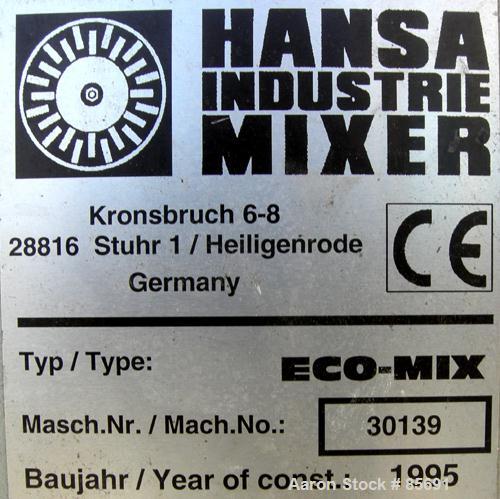 HANSA
INDUSTRIE
MIXER
Kronsbruch 6-8
28816 Stuhr 1 / Heiligenrode
Germany
CE
Typ / Type: ECO-MIX
Masch.Nr. / Mach.No.: 30139
Baujahr / Year of const.: 1995
Aaron Stock # 85691